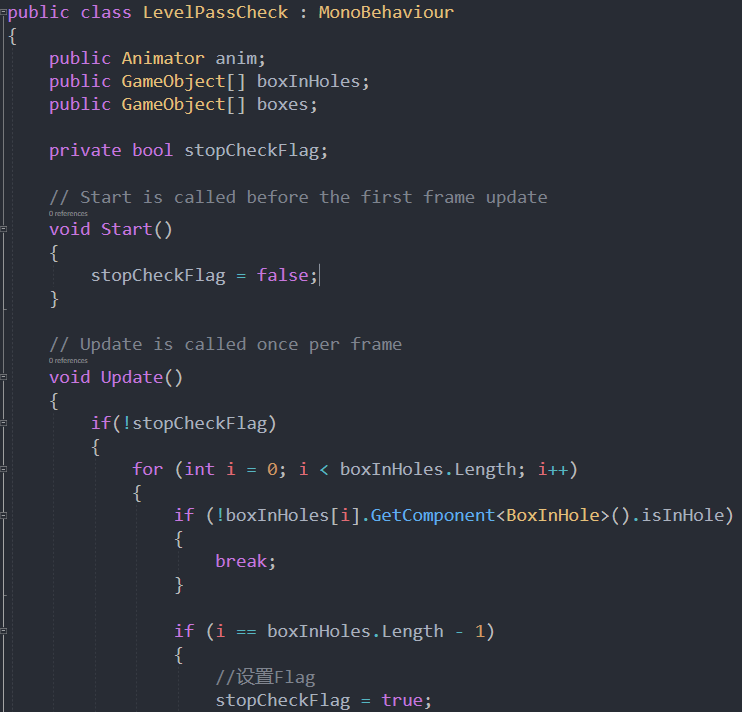 public class LevelPassCheck : MonoBehaviour
{
    public Animator anim;
    public GameObject[] boxInHoles;
    public GameObject[] boxes;

    private bool stopCheckFlag;

    // Start is called before the first frame update
    0 references
    void Start()
    {
        stopCheckFlag = false;
    }

    // Update is called once per frame
    0 references
    void Update()
    {
        if(!stopCheckFlag)
        {
            for (int i = 0; i < boxInHoles.Length; i++)
            {
                if (!boxInHoles[i].GetComponent<BoxInHole>().isInHole)
                {
                    break;
                }

                if (i == boxInHoles.Length - 1)
                {
                    //设置Flag
                    stopCheckFlag = true;